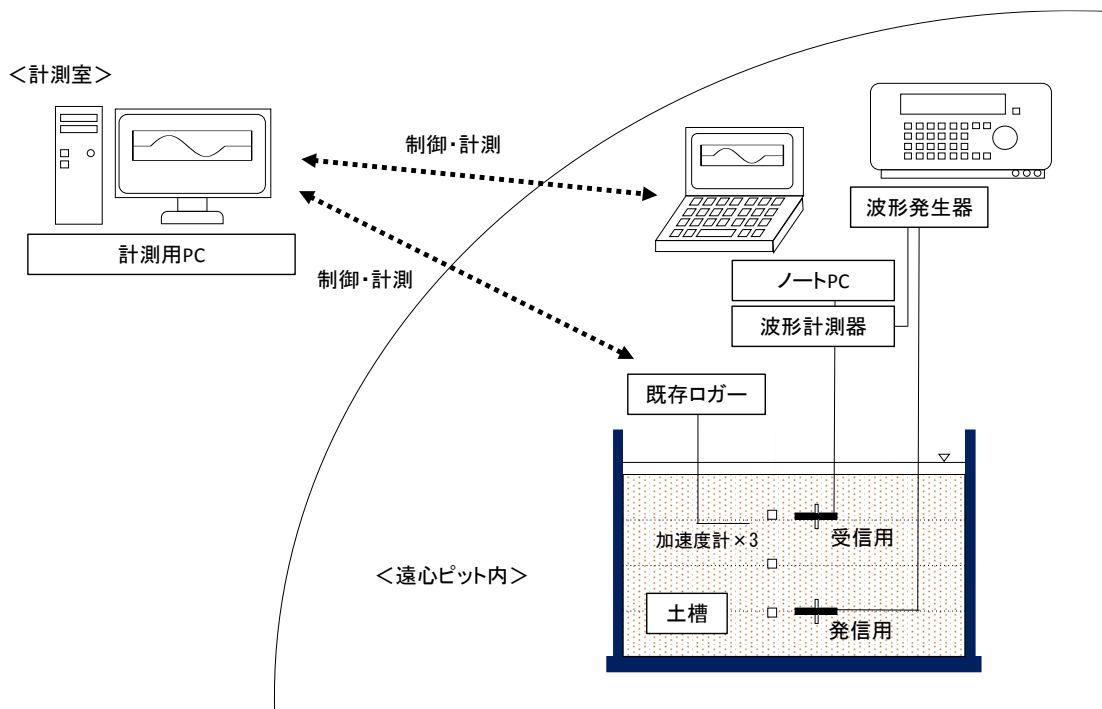 ＜計測室＞
計測用PC
制御・計測
制御・計測
波形発生器
ノートPC
波形計測器
既存ロガー
加速度計×3
受信用
＜遠心ピット内＞
土槽
発信用